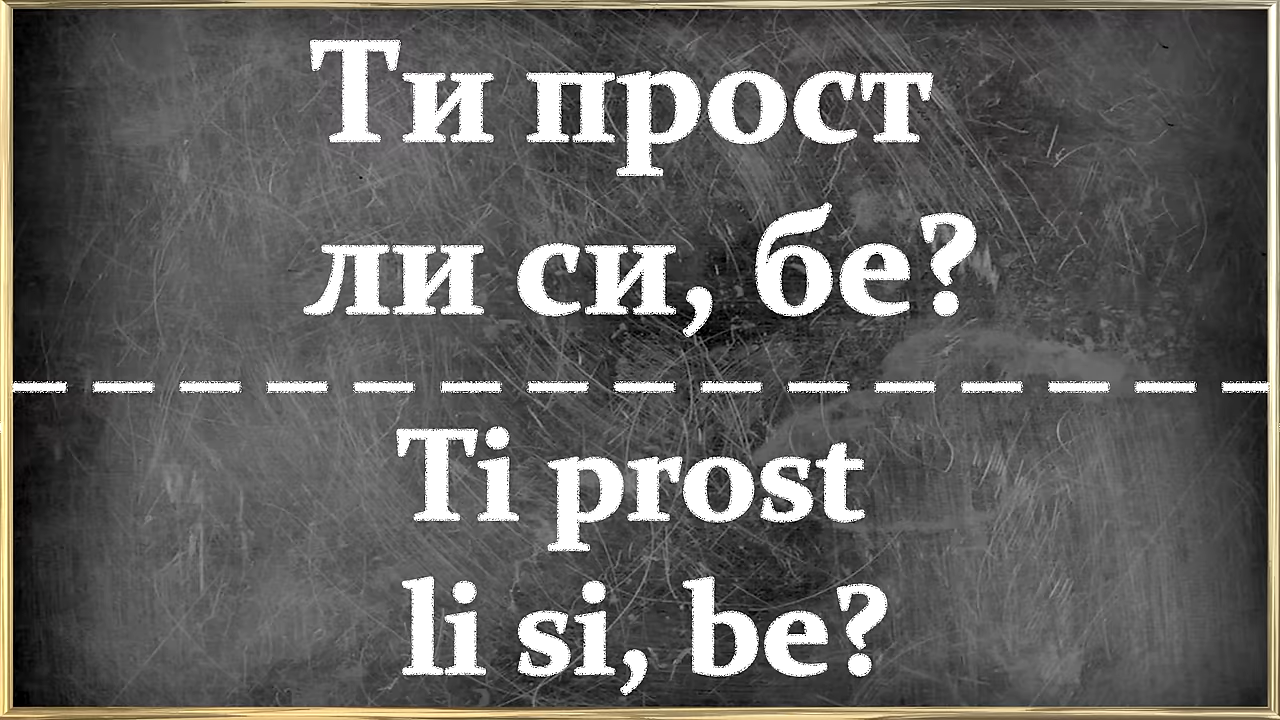 Ти прост
ли си, бе?
Ti prost
li si, be?